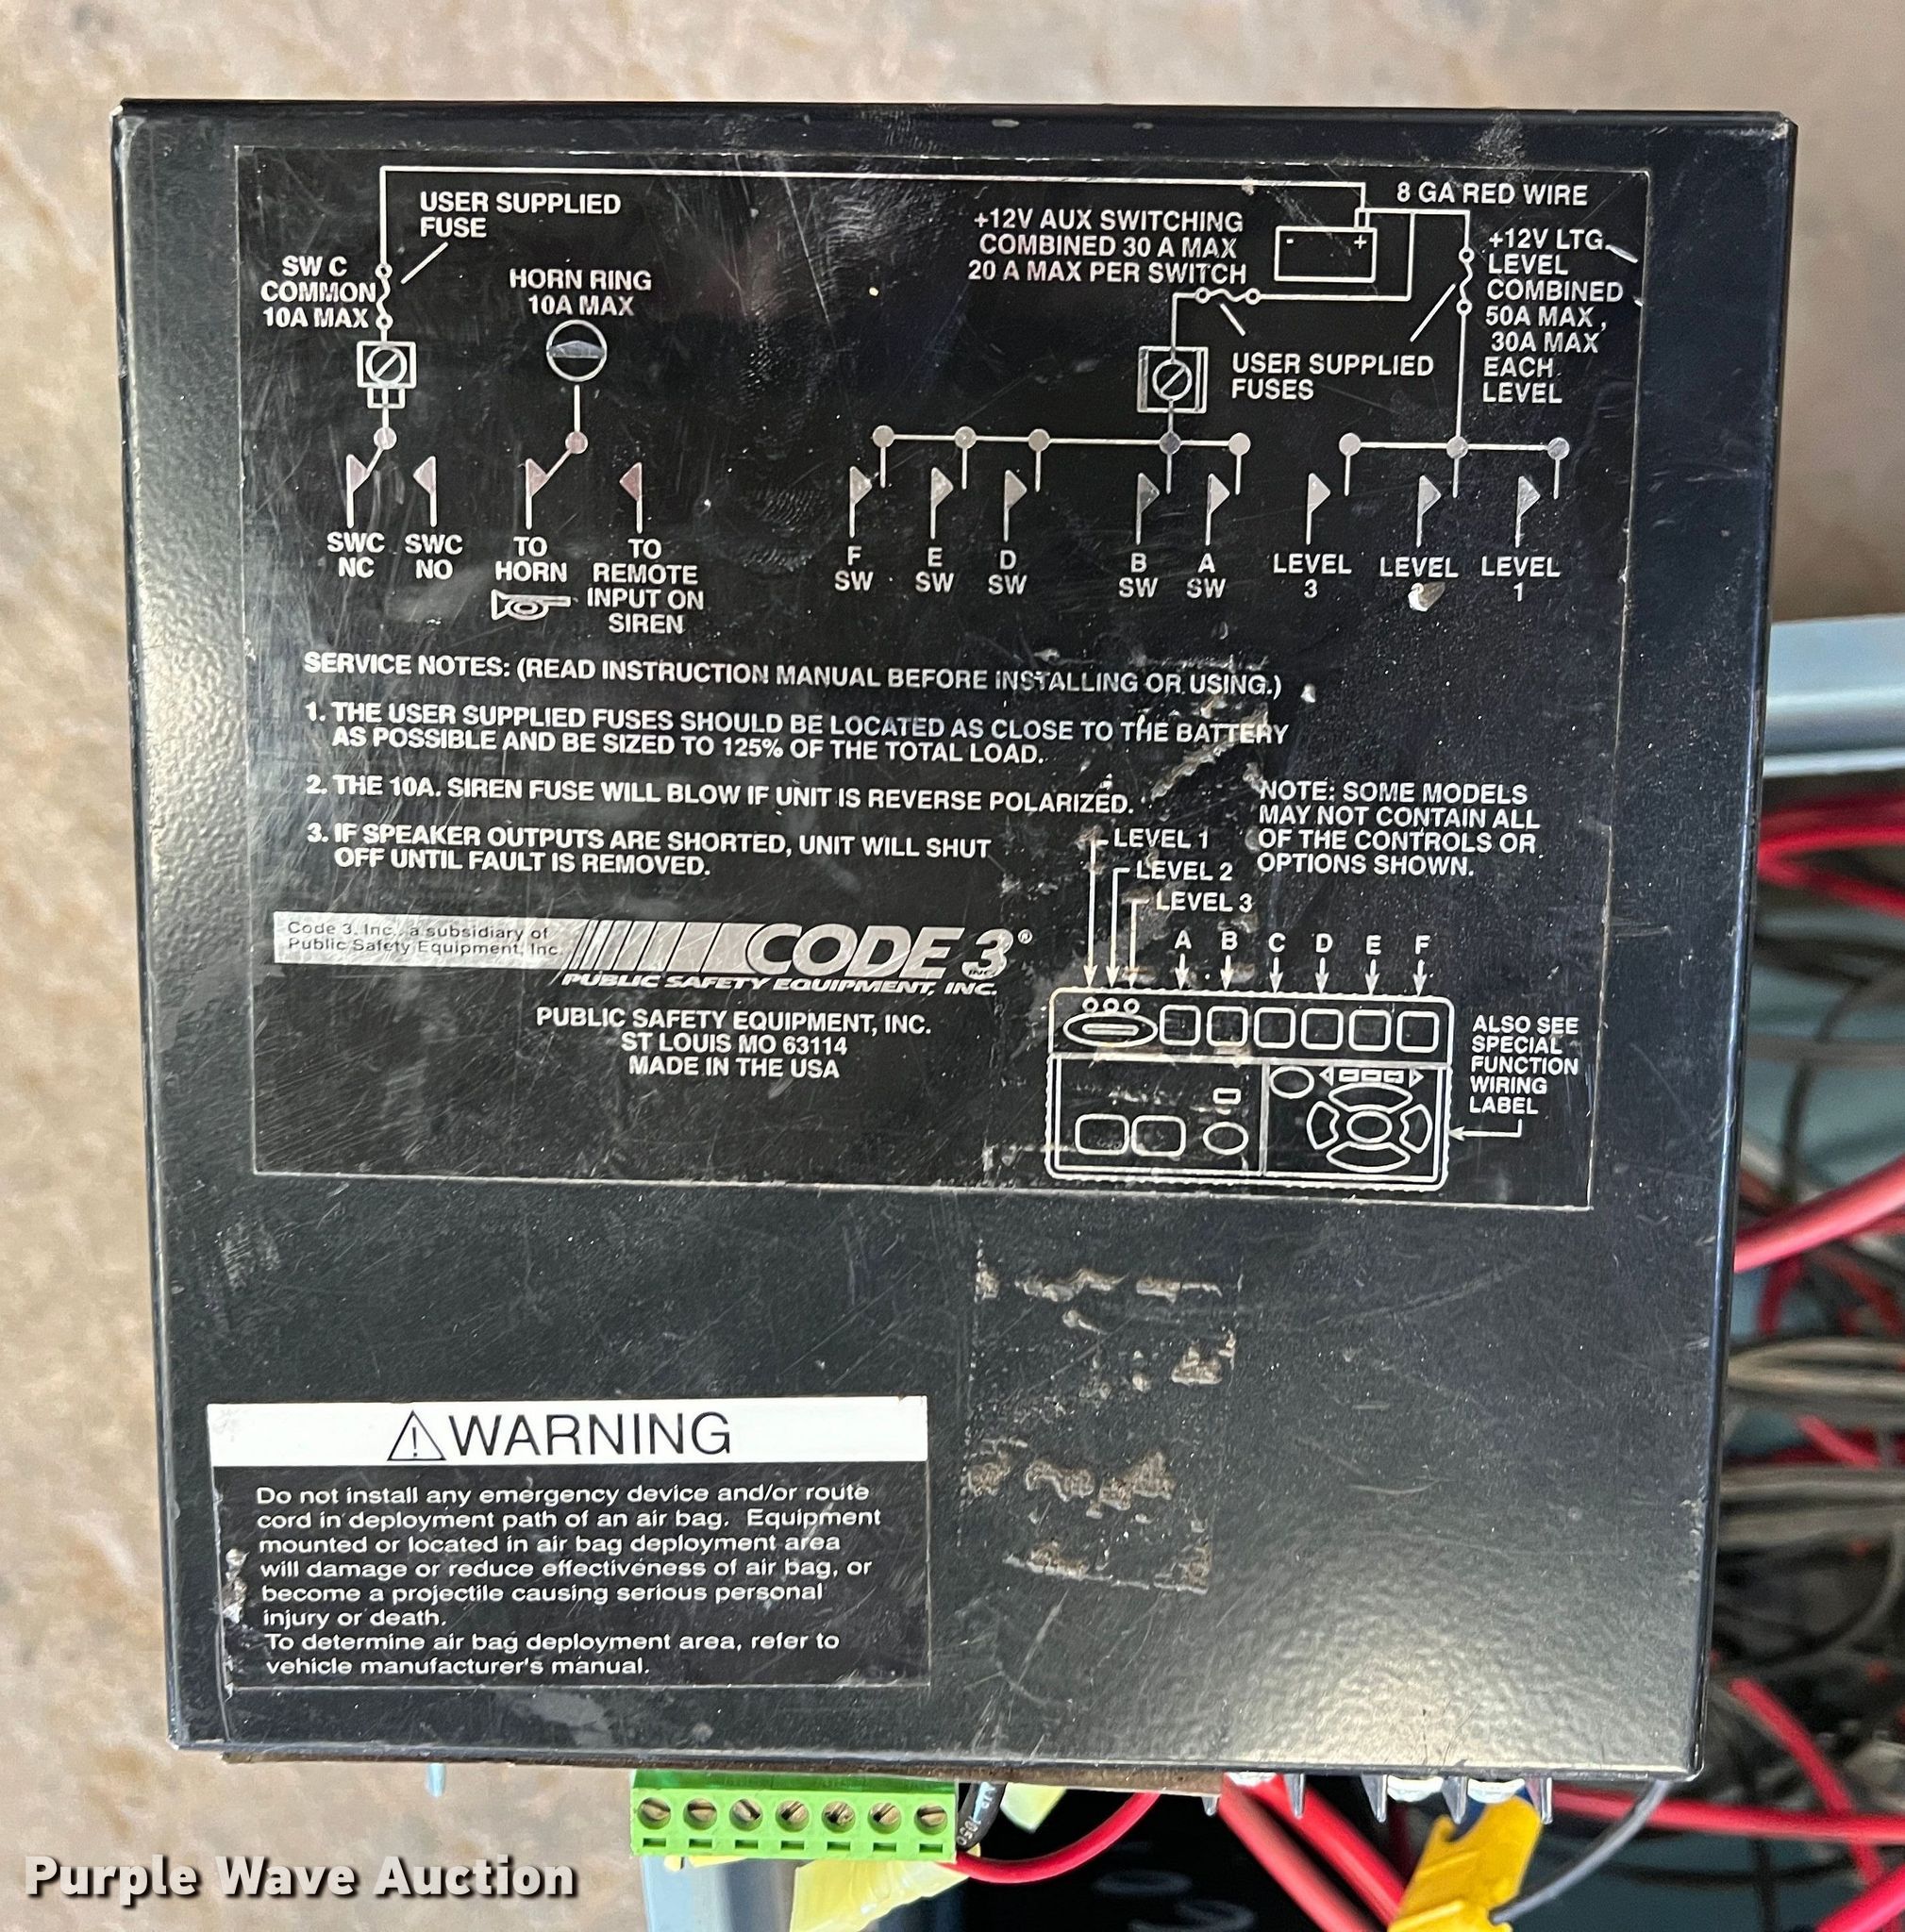 USER SUPPLIED
FUSE
SW C
COMMON
10A MAX
HORN RING
10A MAX
+12V AUX SWITCHING
COMBINED 30 A MAX
20 A MAX PER SWITCH
- +
8 GA RED WIRE
+12V LTG.
LEVEL
COMBINED
50A MAX,
30A MAX
EACH
LEVEL
USER SUPPLIED
FUSES
SWC
NC
SWC
NO
TO
HORN
TO
REMOTE
INPUT ON
SIREN
F
SW
E
SW
D
SW
B
SW
A
SW
LEVEL
3
LEVEL
LEVEL
1
SERVICE NOTES: (READ INSTRUCTION MANUAL BEFORE INSTALLING OR USING.)
1. THE USER SUPPLIED FUSES SHOULD BE LOCATED AS CLOSE TO THE BATTERY
AS POSSIBLE AND BE SIZED TO 125% OF THE TOTAL LOAD.
2. THE 10A. SIREN FUSE WILL BLOW IF UNIT IS REVERSE POLARIZED.
3. IF SPEAKER OUTPUTS ARE SHORTED, UNIT WILL SHUT
OFF UNTIL FAULT IS REMOVED.
NOTE: SOME MODELS
MAY NOT CONTAIN ALL
OF THE CONTROLS OR
OPTIONS SHOWN.
LEVEL 1
LEVEL 2
LEVEL 3
A B C D E F
Code 3, Inc., a subsidiary of
Public Safety Equipment, Inc.
CODE 3® INC.
PUBLIC SAFETY EQUIPMENT, INC.
PUBLIC SAFETY EQUIPMENT, INC.
ST LOUIS MO 63114
MADE IN THE USA
ALSO SEE
SPECIAL
FUNCTION
WIRING
LABEL
WARNING
Do not install any emergency device and/or route
cord in deployment path of an air bag. Equipment
mounted or located in air bag deployment area
will damage or reduce effectiveness of air bag, or
become a projectile causing serious personal
injury or death.
To determine air bag deployment area, refer to
vehicle manufacturer's manual.
Purple Wave Auction